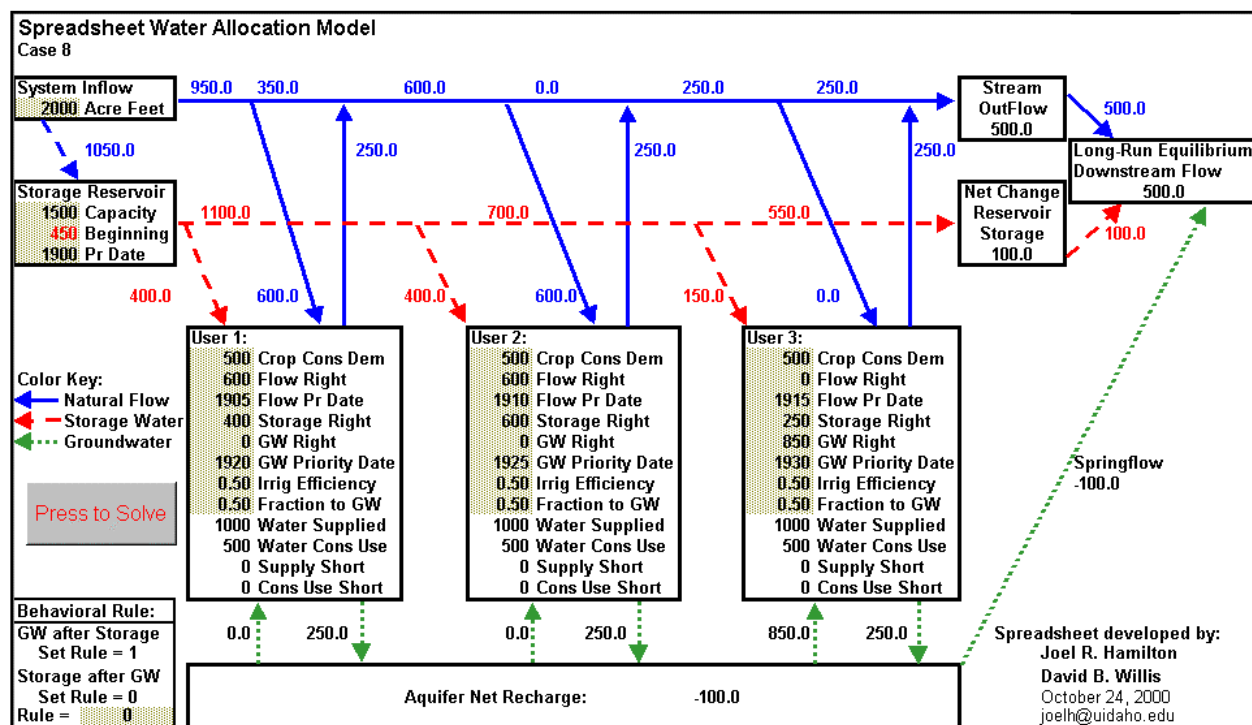 Spreadsheet Water Allocation Model
Case 8
System Inflow
2000 Acre Feet
950.0 350.0 600.0 0.0 250.0 250.0
Stream
OutFlow
500.0
500.0
1050.0
250.0 250.0 250.0
Long-Run Equilibrium
Downstream Flow
500.0
Storage Reservoir
1500 Capacity
450 Beginning
1900 Pr Date
1100.0 700.0 550.0
Net Change
Reservoir
Storage
100.0
100.0
400.0 600.0 400.0 600.0 150.0 0.0
User 1:
500 Crop Cons Dem
600 Flow Right
1905 Flow Pr Date
400 Storage Right
0 GW Right
1920 GW Priority Date
0.50 Irrig Efficiency
0.50 Fraction to GW
1000 Water Supplied
500 Water Cons Use
0 Supply Short
0 Cons Use Short
User 2:
500 Crop Cons Dem
600 Flow Right
1910 Flow Pr Date
600 Storage Right
0 GW Right
1925 GW Priority Date
0.50 Irrig Efficiency
0.50 Fraction to GW
1000 Water Supplied
500 Water Cons Use
0 Supply Short
0 Cons Use Short
User 3:
500 Crop Cons Dem
0 Flow Right
1915 Flow Pr Date
250 Storage Right
850 GW Right
1930 GW Priority Date
0.50 Irrig Efficiency
0.50 Fraction to GW
1000 Water Supplied
500 Water Cons Use
0 Supply Short
0 Cons Use Short
Color Key:
Natural Flow
Storage Water
Groundwater
Press to Solve
Springflow
-100.0
Behavioral Rule:
GW after Storage
Set Rule = 1
Storage after GW
Set Rule = 0
Rule = 0
0.0 250.0 0.0 250.0 850.0 250.0
Aquifer Net Recharge: -100.0
Spreadsheet developed by:
Joel R. Hamilton
David B. Willis
October 24, 2000
joelh@uidaho.edu